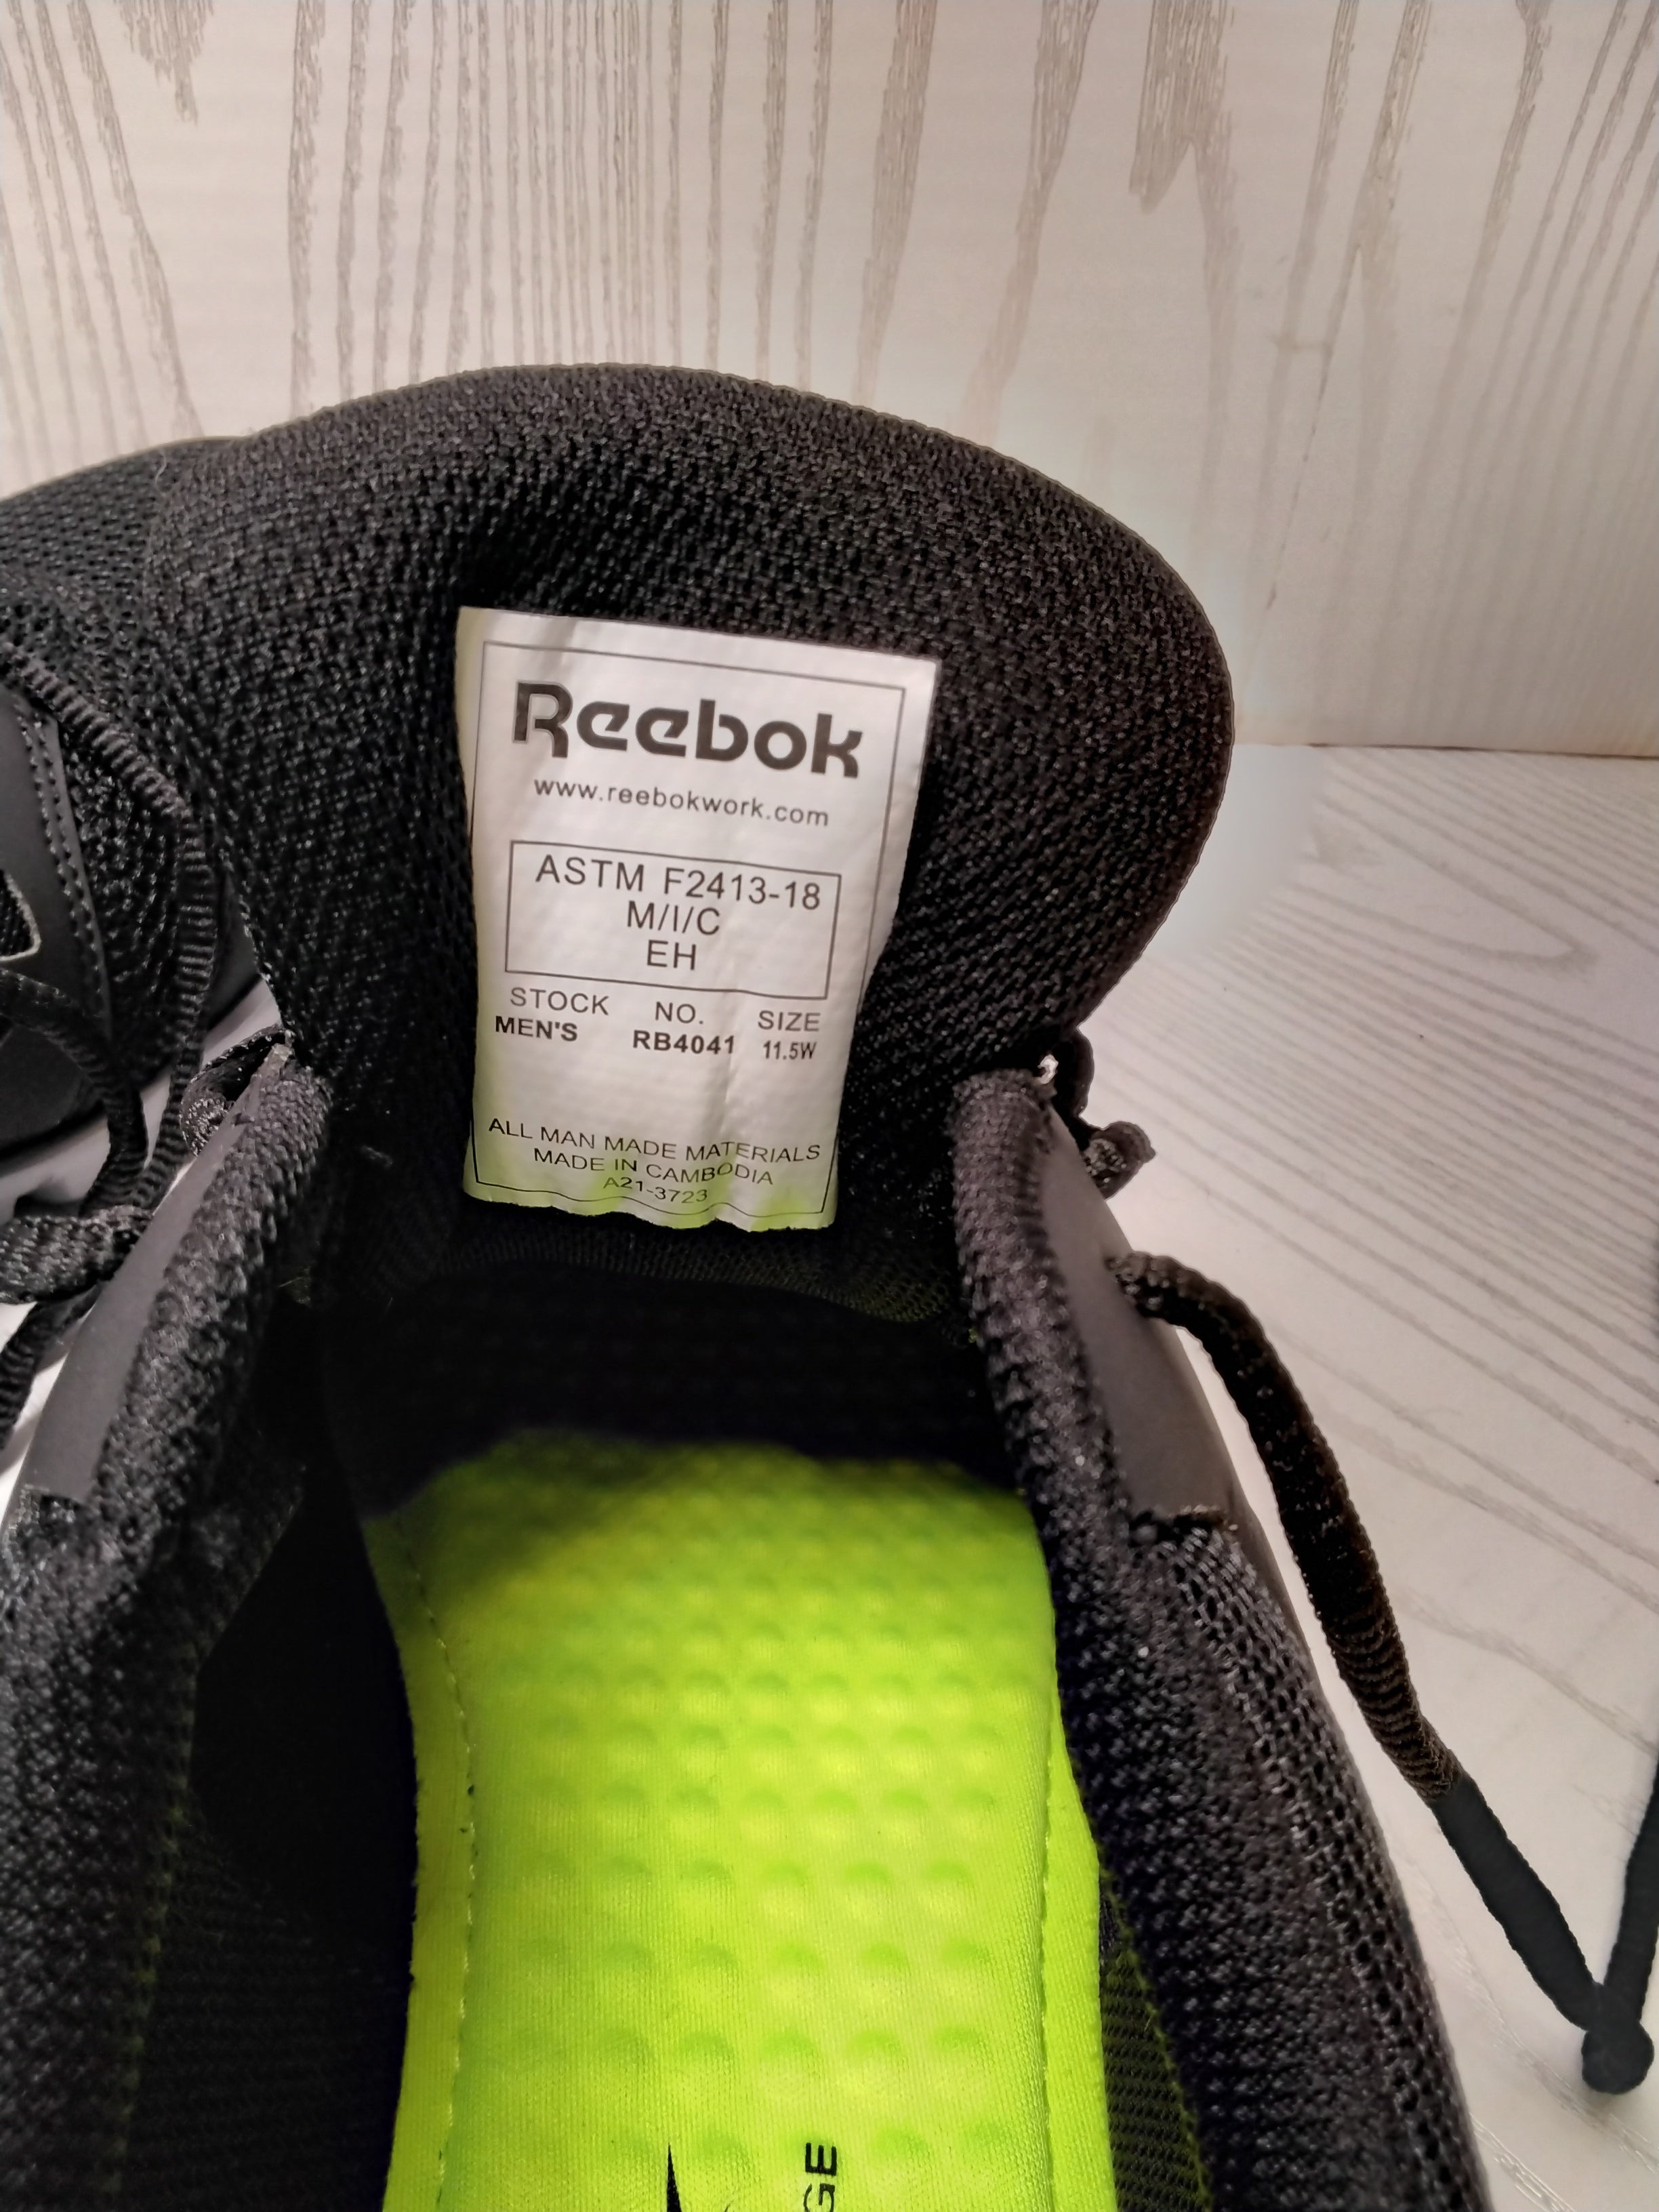 Reebok
www.reebokwork.com
ASTM F2413-18
M/I/C
EH
STOCK NO. SIZE
MEN'S RB4041 11.5W
ALL MAN MADE MATERIALS
MADE IN CAMBODIA
A21-3723